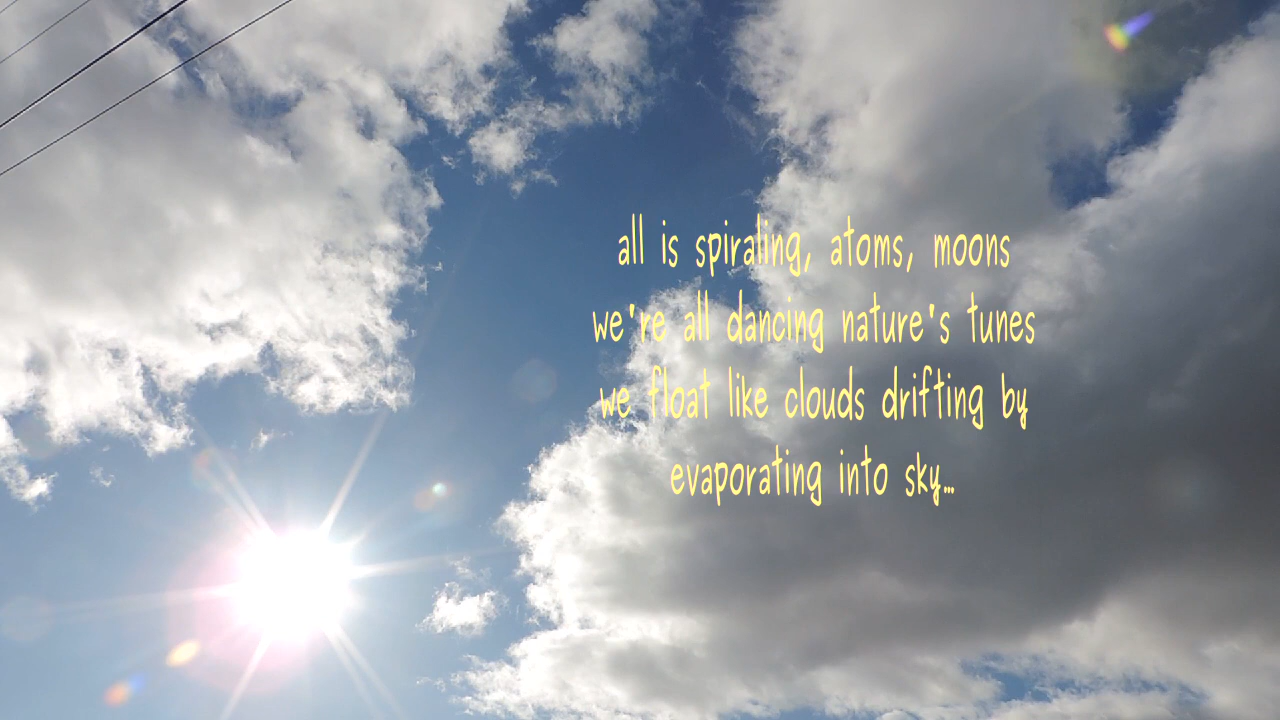 all is spiraling, atoms, moons
we're all dancing nature's tunes
we float like clouds drifting by
evaporating into sky...